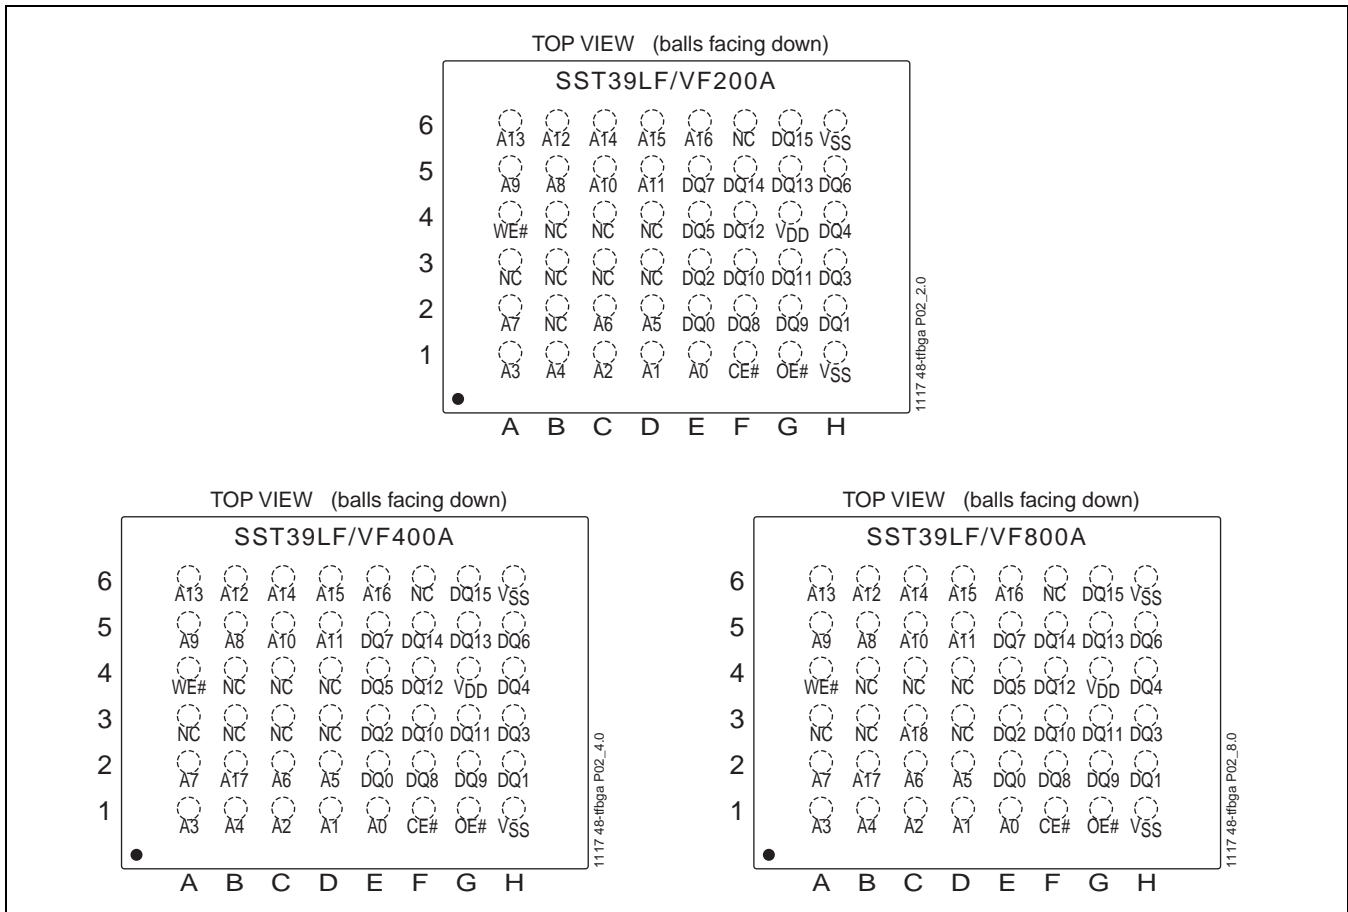 TOP VIEW (balls facing down)
SST39LF/VF200A
6 A13 A12 A14 A15 A16 NC DQ15 VSS
5 A9 A8 A10 A11 DQ7 DQ14 DQ13 DQ6
4 WE# NC NC NC DQ5 DQ12 VDD DQ4
3 NC NC NC NC DQ2 DQ10 DQ11 DQ3
2 A7 NC A6 A5 DQ0 DQ8 DQ9 DQ1
1 A3 A4 A2 A1 A0 CE# OE# VSS
A B C D E F G H
1117 48-tfbga P02_2.0
TOP VIEW (balls facing down)
SST39LF/VF400A
6 A13 A12 A14 A15 A16 NC DQ15 VSS
5 A9 A8 A10 A11 DQ7 DQ14 DQ13 DQ6
4 WE# NC NC NC DQ5 DQ12 VDD DQ4
3 NC NC NC NC DQ2 DQ10 DQ11 DQ3
2 A7 A17 A6 A5 DQ0 DQ8 DQ9 DQ1
1 A3 A4 A2 A1 A0 CE# OE# VSS
A B C D E F G H
1117 48-tfbga P02_4.0
TOP VIEW (balls facing down)
SST39LF/VF800A
6 A13 A12 A14 A15 A16 NC DQ15 VSS
5 A9 A8 A10 A11 DQ7 DQ14 DQ13 DQ6
4 WE# NC NC NC DQ5 DQ12 VDD DQ4
3 NC NC A18 NC DQ2 DQ10 DQ11 DQ3
2 A7 A17 A6 A5 DQ0 DQ8 DQ9 DQ1
1 A3 A4 A2 A1 A0 CE# OE# VSS
A B C D E F G H
1117 48-tfbga P02_8.0